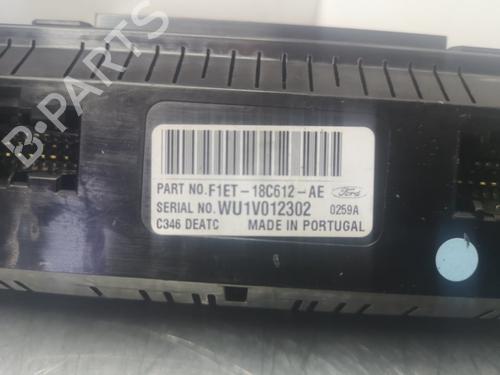 B-PARTS
PART NO.F1ET-18C612-AE Ford
SERIAL NO. WU1V012302 0259A
C346 DEATC MADE IN PORTUGAL